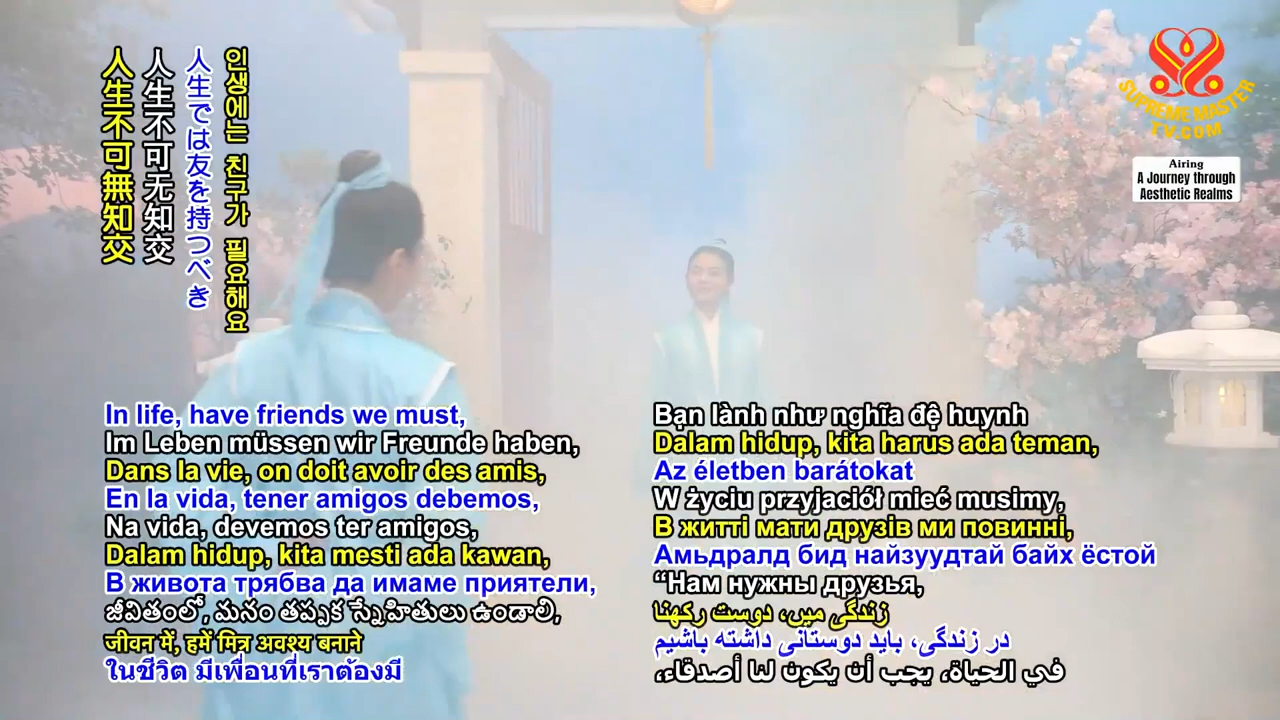 人生不可無知交
人生不可无知交
人生では友を持つべき
인생에는 친구가 필요해요
SUPREME MASTER
TV.COM
Airing
A Journey through
Aesthetic Realms
In life, have friends we must,
Im Leben müssen wir Freunde haben,
Dans la vie, on doit avoir des amis,
En la vida, tener amigos debemos,
Na vida, devemos ter amigos,
Dalam hidup, kita mesti ada kawan,
В живота трябва да имаме приятели,
జీవితంలో, మనం తప్పక స్నేహితులు ఉండాలి,
जीवन में, हमें मित्र अवश्य बनाने
ในชีวิต มีเพื่อนที่เราต้องมี
Bạn lành như nghĩa đệ huynh
Dalam hidup, kita harus ada teman,
Az életben barátokat
W życiu przyjaciół mieć musimy,
В житті мати друзів ми повинні,
Амьдралд бид найзуудтай байх ёстой
“Нам нужны друзья,
زندگی میں، دوست رکھنا
در زندگی، باید دوستانی داشته باشیم
في الحياة، يجب أن يكون لنا أصدقاء،